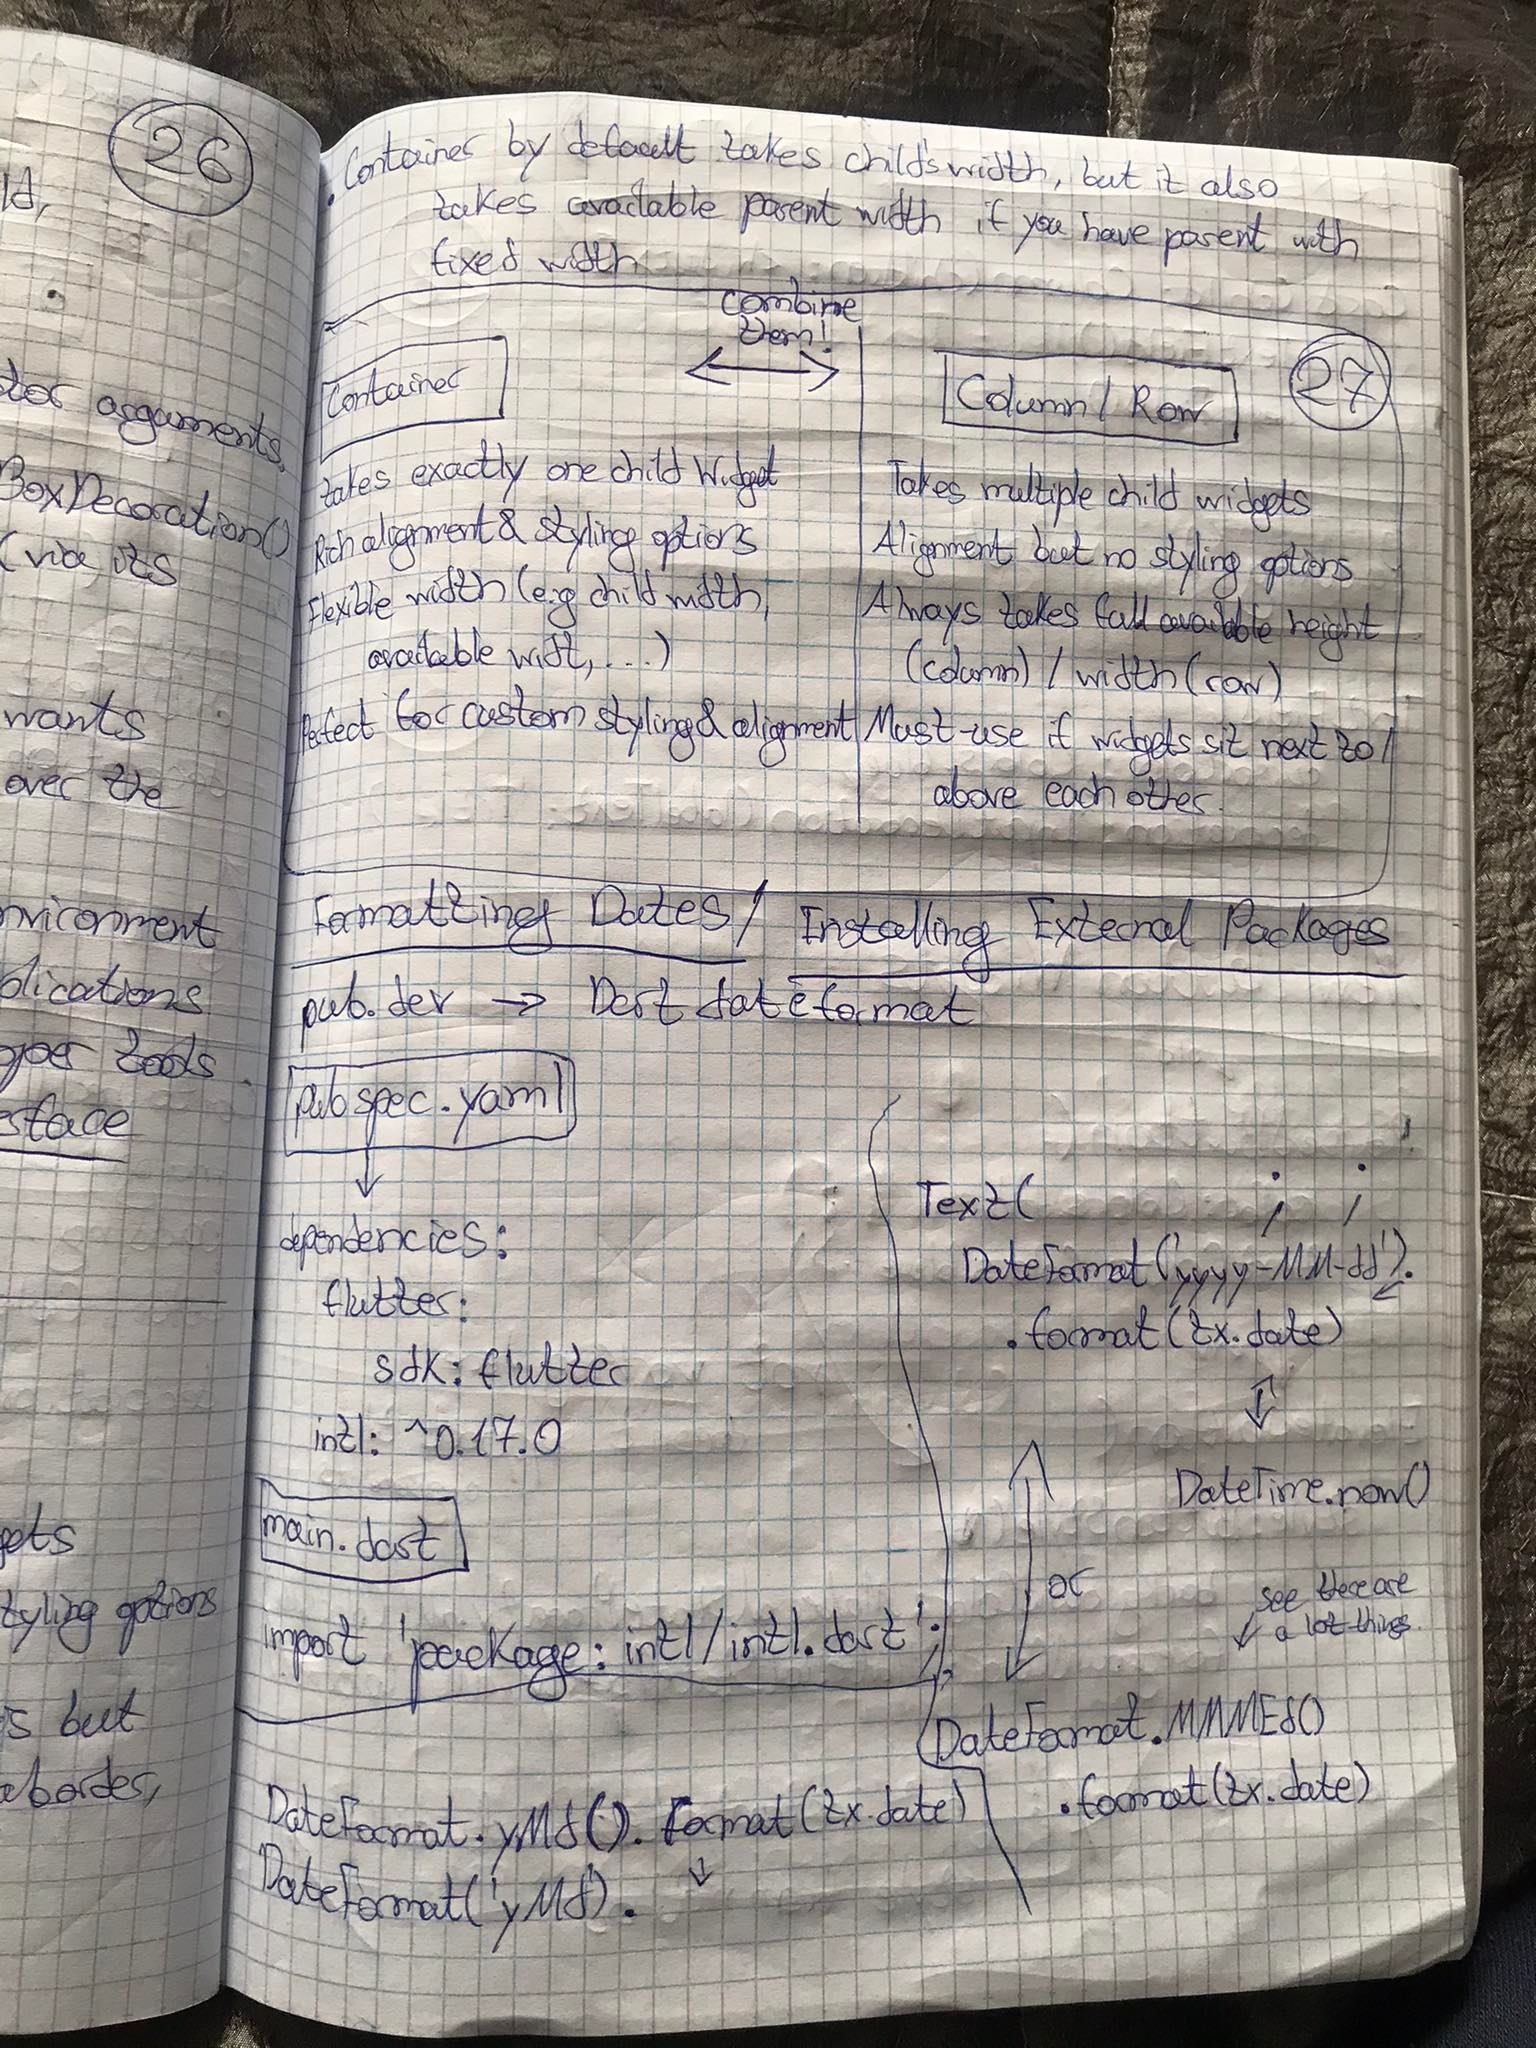 26
ld,
arguments,
BoxDecoration()
(via its
wants
over the
nvironment
plications
tools
styling options
s but
border,
. Container by default takes child's width, but it also
takes available parent width if you have parent with
fixed width
combine
them!
27
Container
takes exactly one child Widget
Rich alignment & styling options
Flexible width (e.g child width,
available widt, ...)
Perfect for custom styling & alignment
Column / Row
Takes multiple child widgets
Alignment but no styling options
Always takes full available height
(column) / width (row)
Must-use if widgets sit next to /
above each other.
Formatting Dates / Installing External Packages
pub.dev → Dart dateformat
pubspec.yaml
dependencies:
flutter:
sdk: flutter
intl: ^0.17.0
main.dart
import 'package:intl/intl.dart';
DateFormat.yMd().format(tx.date)
DateFormat('yMd').
Text(
/ /
DateFormat('yyyy-MM-dd').
.format(tx.date)
DateTime.now()
or
see there are
a lot things
DateFormat.MMMEd()
.format(tx.date)